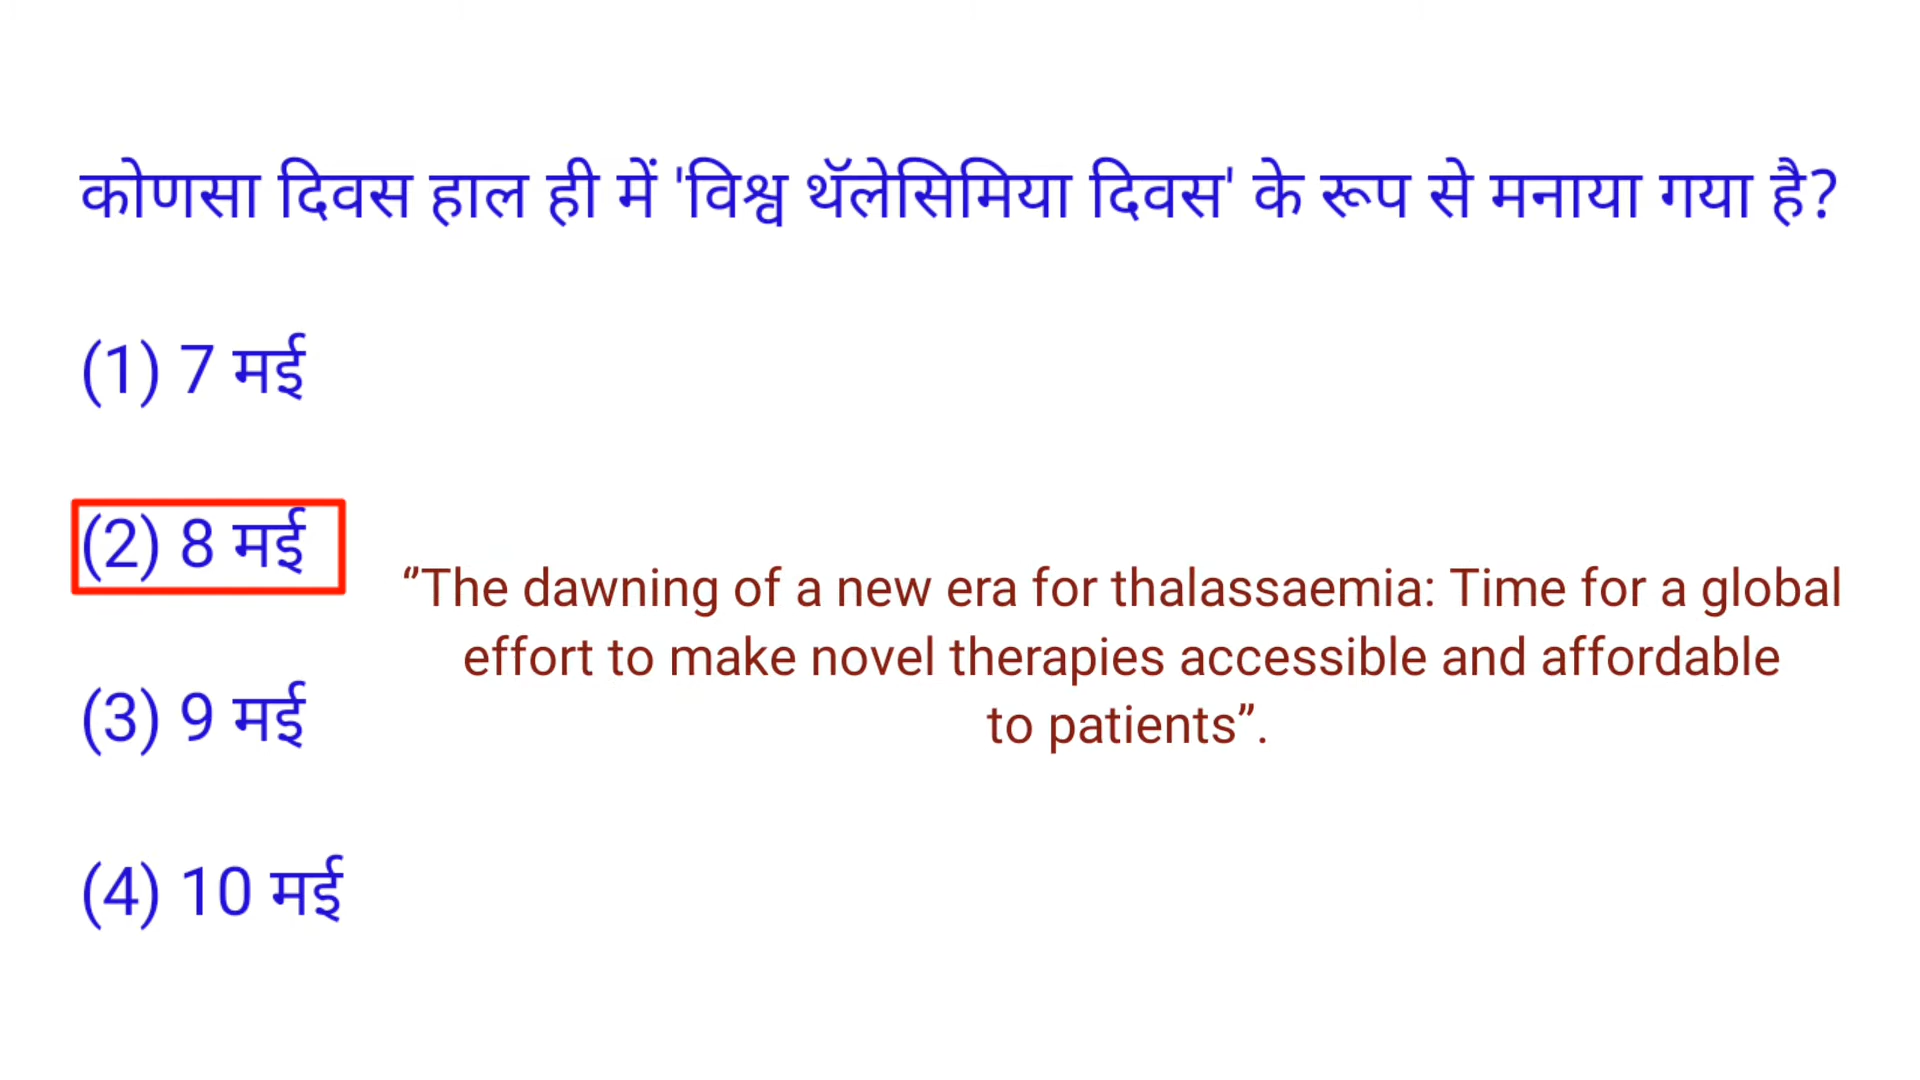 कोणसा दिवस हाल ही में 'विश्व थॅलेसिमिया दिवस' के रूप से मनाया गया है?
(1) 7 मई
(2) 8 मई
(3) 9 मई
(4) 10 मई
‘’The dawning of a new era for thalassaemia: Time for a global
effort to make novel therapies accessible and affordable
to patients”.